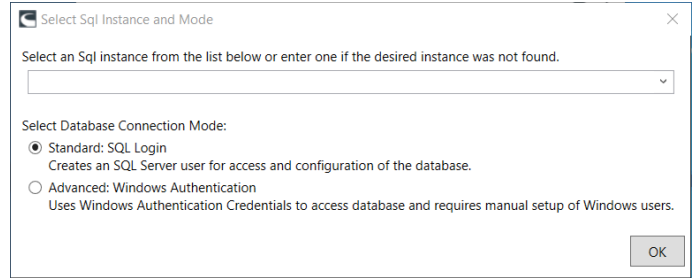 Select Sql Instance and Mode
Select an Sql instance from the list below or enter one if the desired instance was not found.
Select Database Connection Mode:
Standard: SQL Login
Creates an SQL Server user for access and configuration of the database.
Advanced: Windows Authentication
Uses Windows Authentication Credentials to access database and requires manual setup of Windows users.
OK